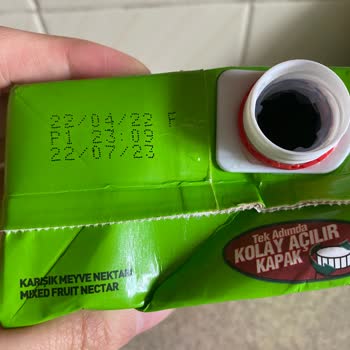 22/04/22 F
P1 23:09
22/07/23
Tek Adımda
KOLAY AÇILIR
KAPAK
KARIŞIK MEYVE NEKTARI
MIXED FRUIT NECTAR